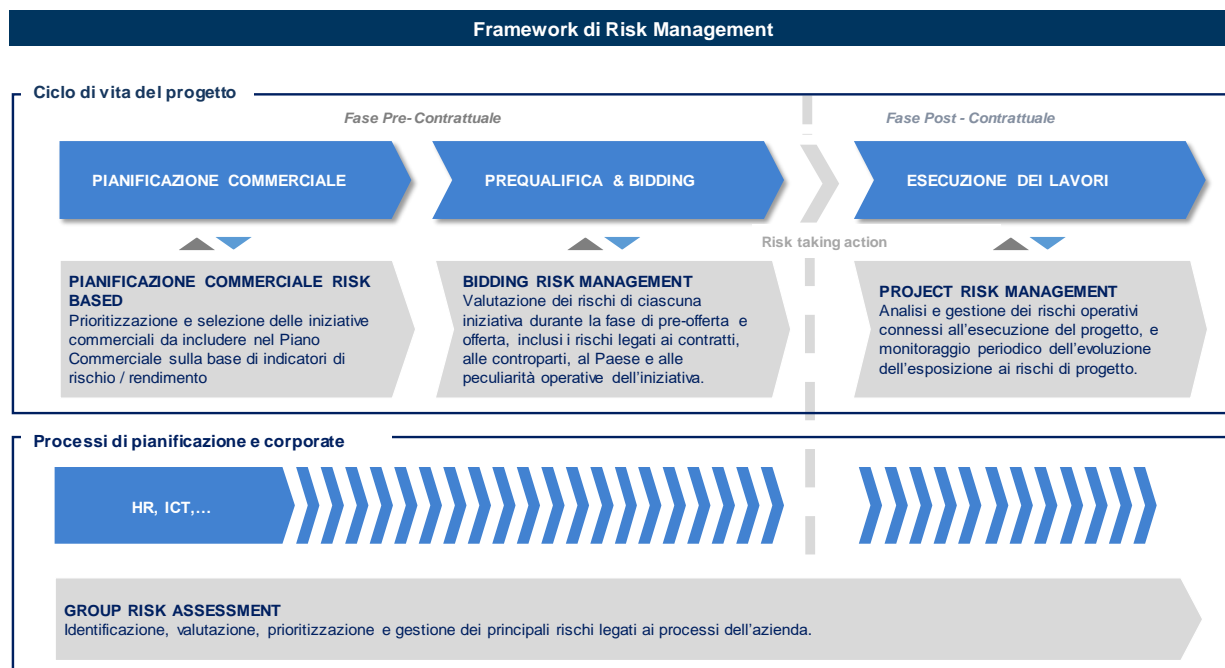 Framework di Risk Management
Ciclo di vita del progetto
Fase Pre-Contrattuale
Fase Post - Contrattuale
PIANIFICAZIONE COMMERCIALE
PREQUALIFICA & BIDDING
ESECUZIONE DEI LAVORI
Risk taking action
PIANIFICAZIONE COMMERCIALE RISK
BASED
Prioritizzazione e selezione delle iniziative
commerciali da includere nel Piano
Commerciale sulla base di indicatori di
rischio / rendimento
BIDDING RISK MANAGEMENT
Valutazione dei rischi di ciascuna
iniziativa durante la fase di pre-offerta e
offerta, inclusi i rischi legati ai contratti,
alle controparti, al Paese e alle
peculiarità operative dell'iniziativa.
PROJECT RISK MANAGEMENT
Analisi e gestione dei rischi operativi
connessi all'esecuzione del progetto, e
monitoraggio periodico dell'evoluzione
dell'esposizione ai rischi di progetto.
Processi di pianificazione e corporate
HR, ICT,…
GROUP RISK ASSESSMENT
Identificazione, valutazione, prioritizzazione e gestione dei principali rischi legati ai processi dell'azienda.